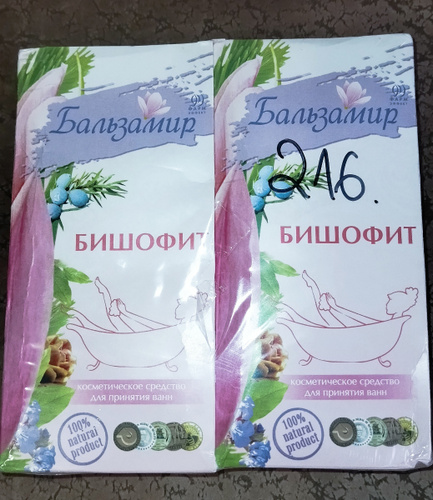 Бальзамир
БИШОФИТ
косметическое средство
для принятия ванн
100%
natural
product
ФАРМ
Бальзамир
216.
БИШОФИТ
косметическое средство
для принятия ванн
100%
natural
product